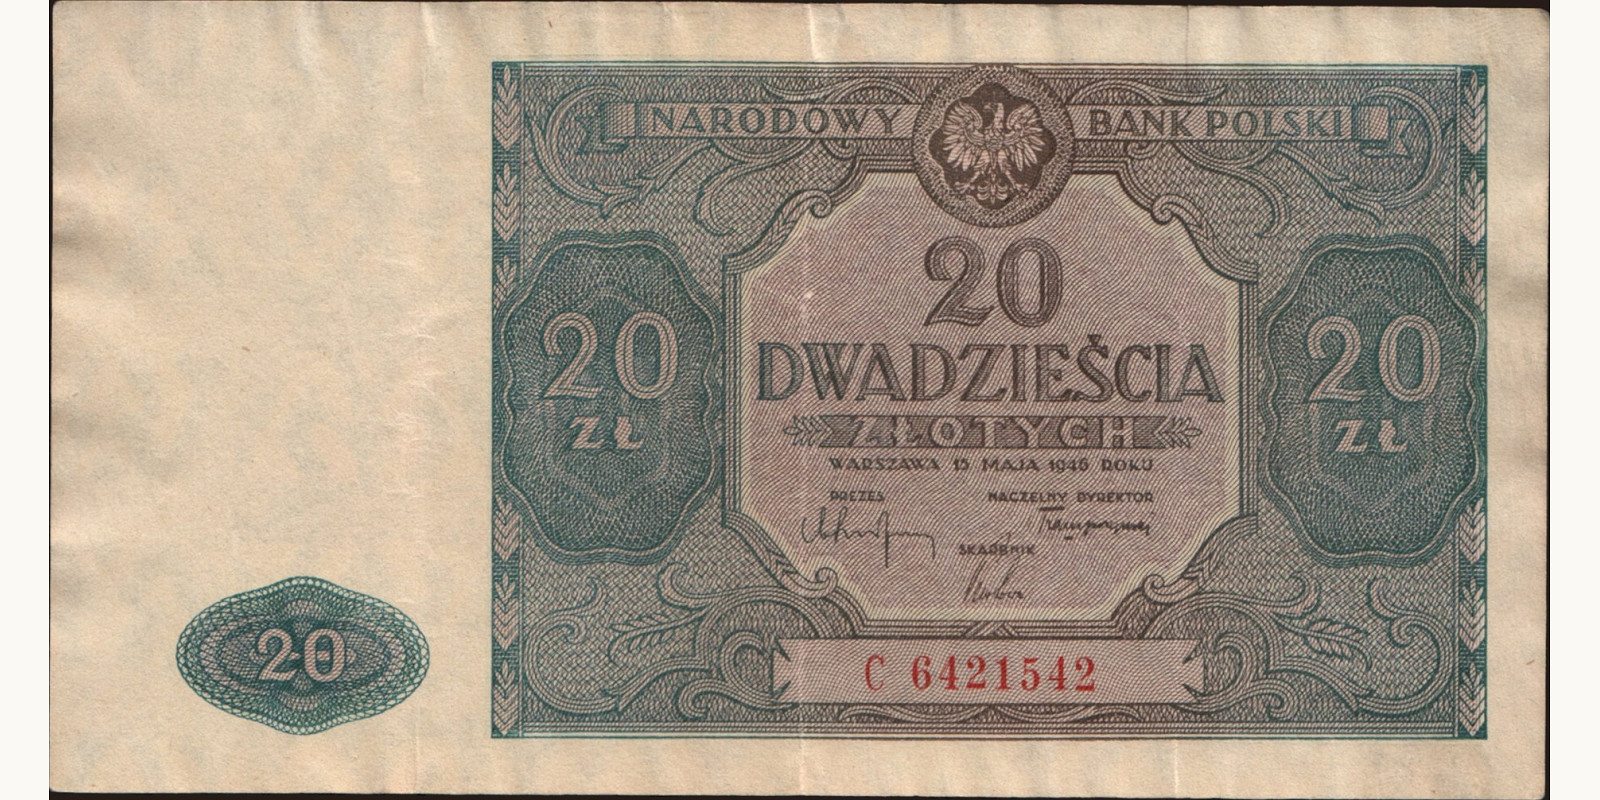 NARODOWY BANK POLSKI
20
DWADZIEŚCIA
ZŁOTYCH
WARSZAWA 15 MAJA 1946 ROKU
PREZES
NACZELNY DYREKTOR
SKARBNIK
20
ZŁ
20
ZŁ
20
C 6421542